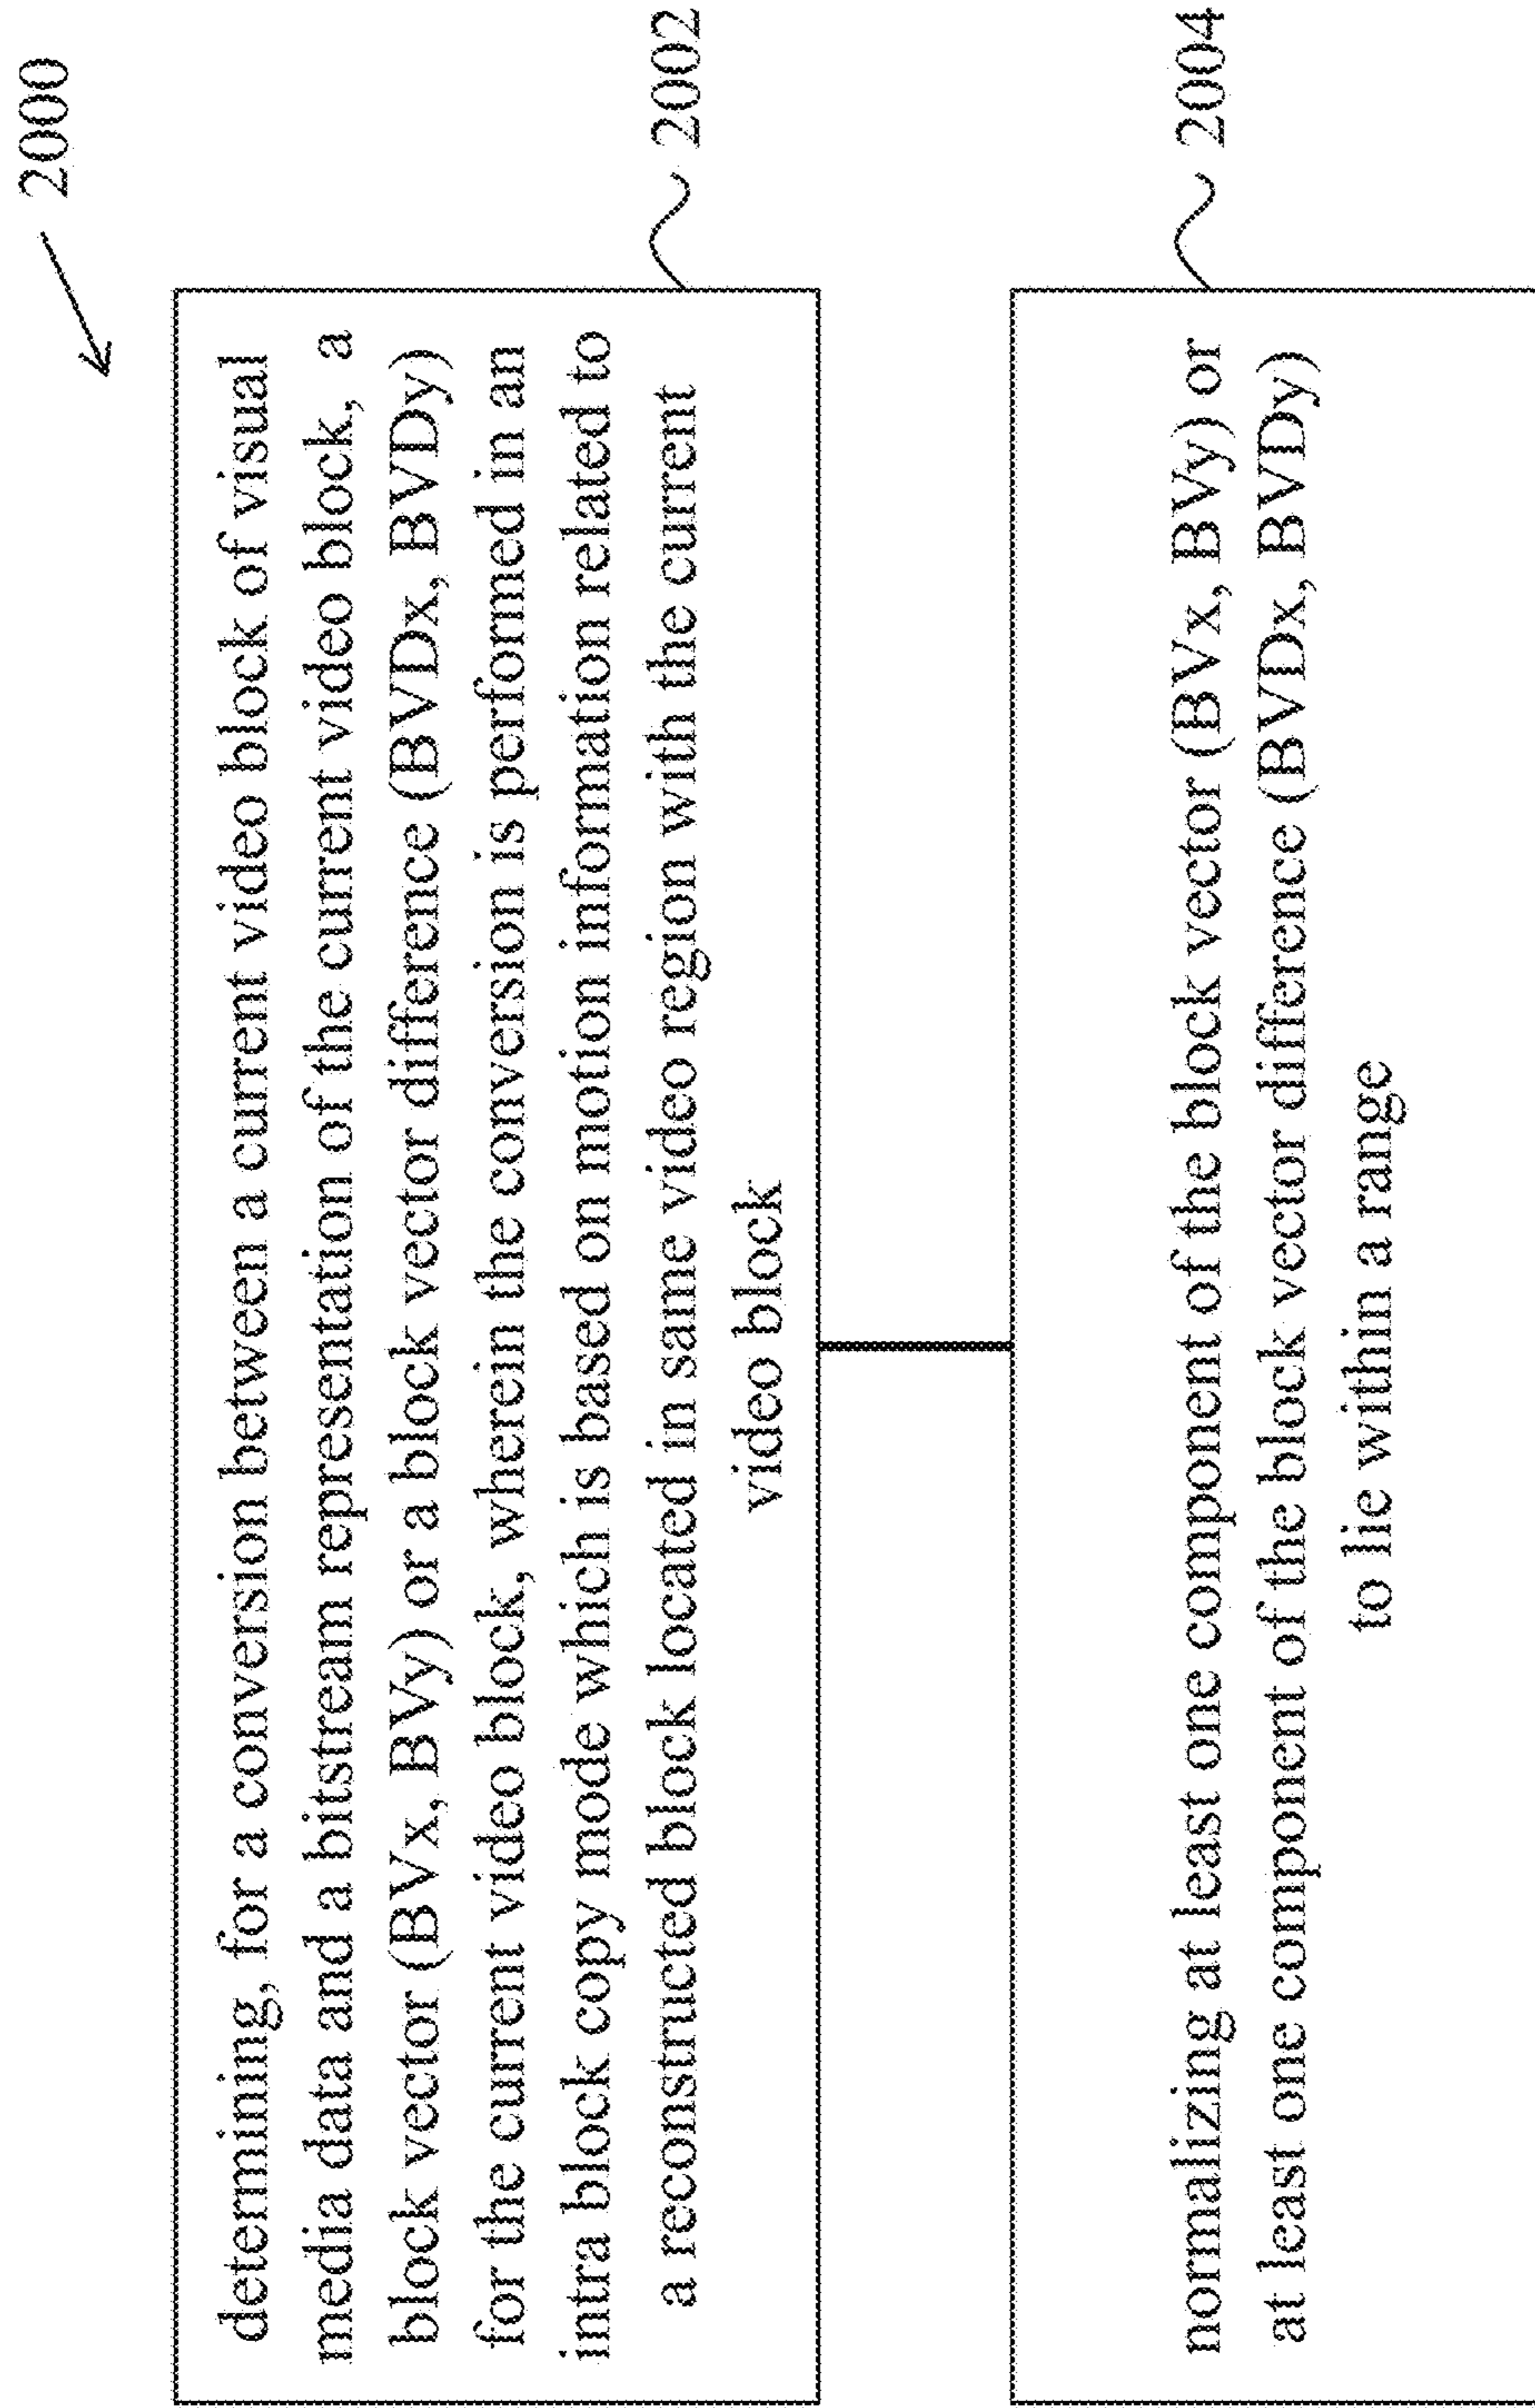 2000
determining, for a conversion between a current video block of visual
media data and a bitstream representation of the current video block, a
block vector (BVx, BVy) or a block vector difference (BVDx, BVDy)
for the current video block, wherein the conversion is performed in an
intra block copy mode which is based on motion information related to
a reconstructed block located in same video region with the current
video block
2002
normalizing at least one component of the block vector (BVx, BVy) or
at least one component of the block vector difference (BVDx, BVDy)
to lie within a range
2004